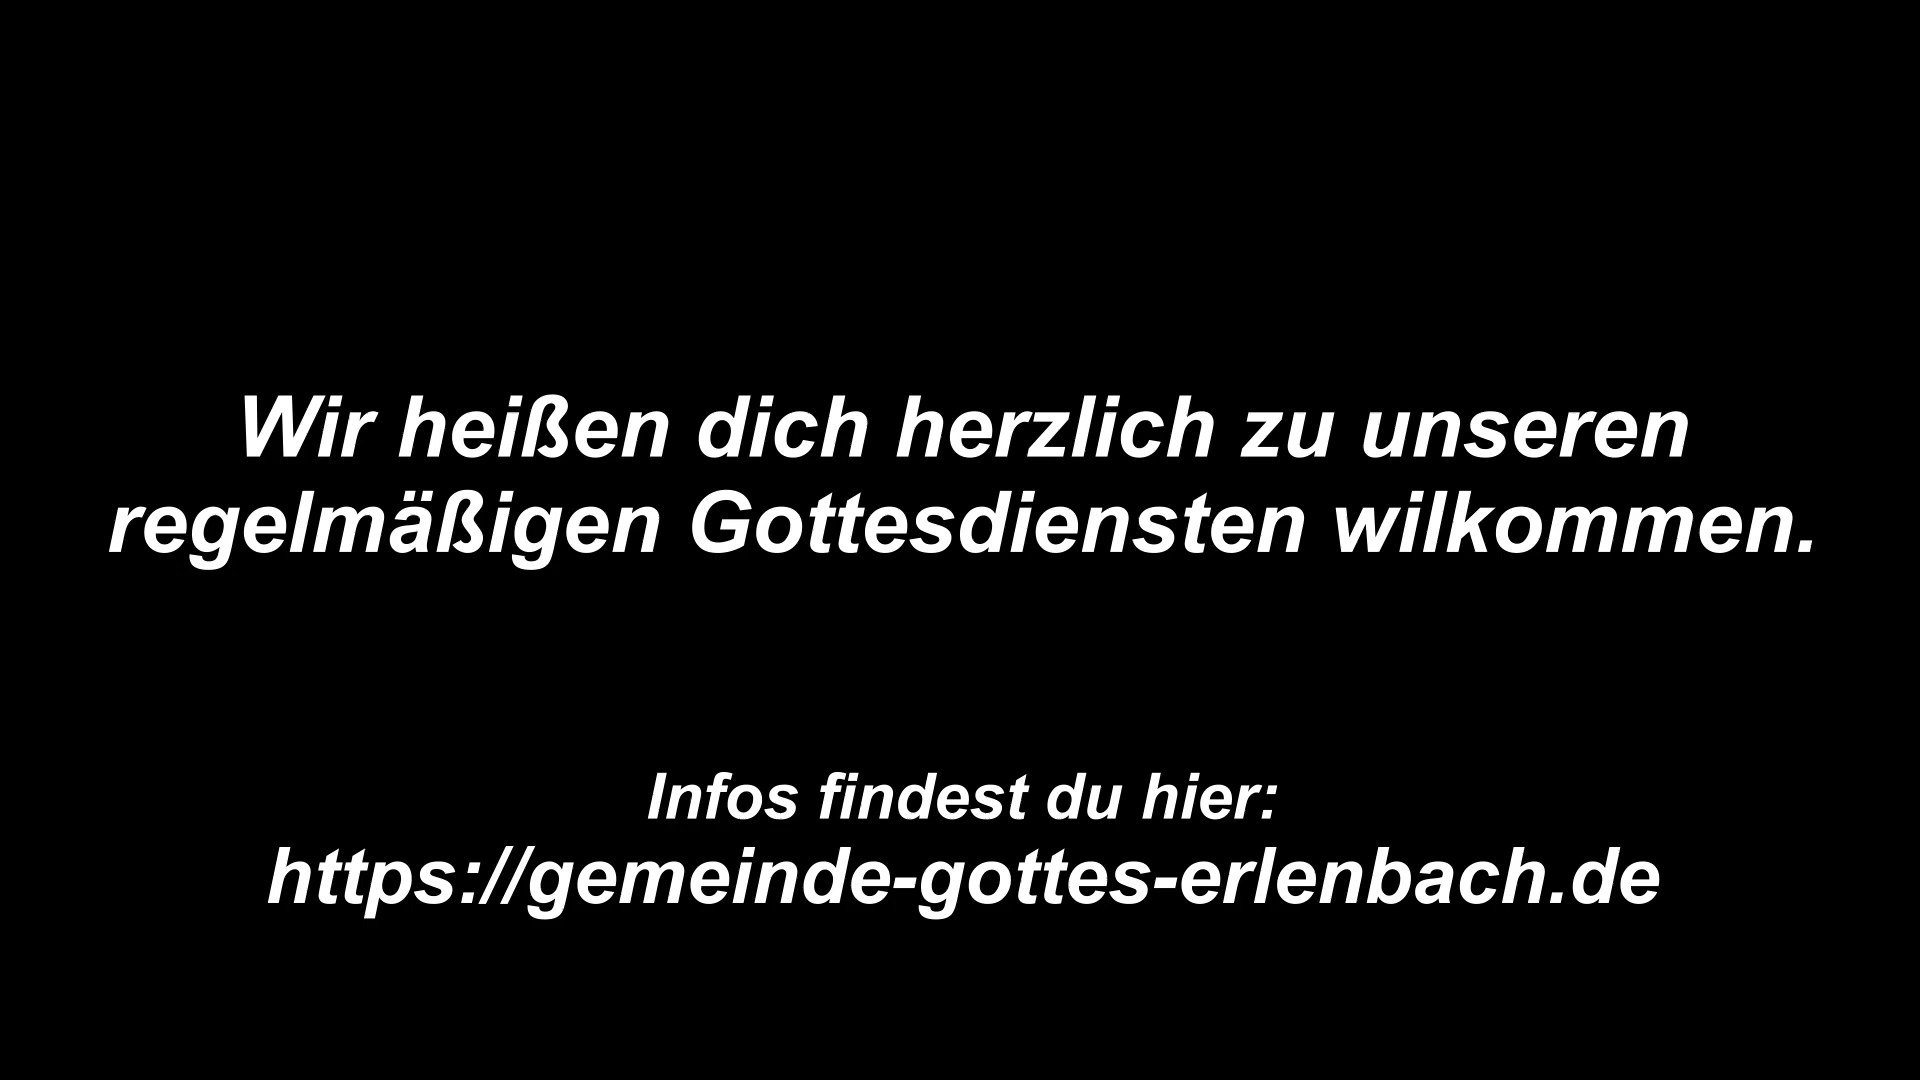 Wir heißen dich herzlich zu unseren
regelmäßigen Gottesdiensten wilkommen.
Infos findest du hier:
https://gemeinde-gottes-erlenbach.de